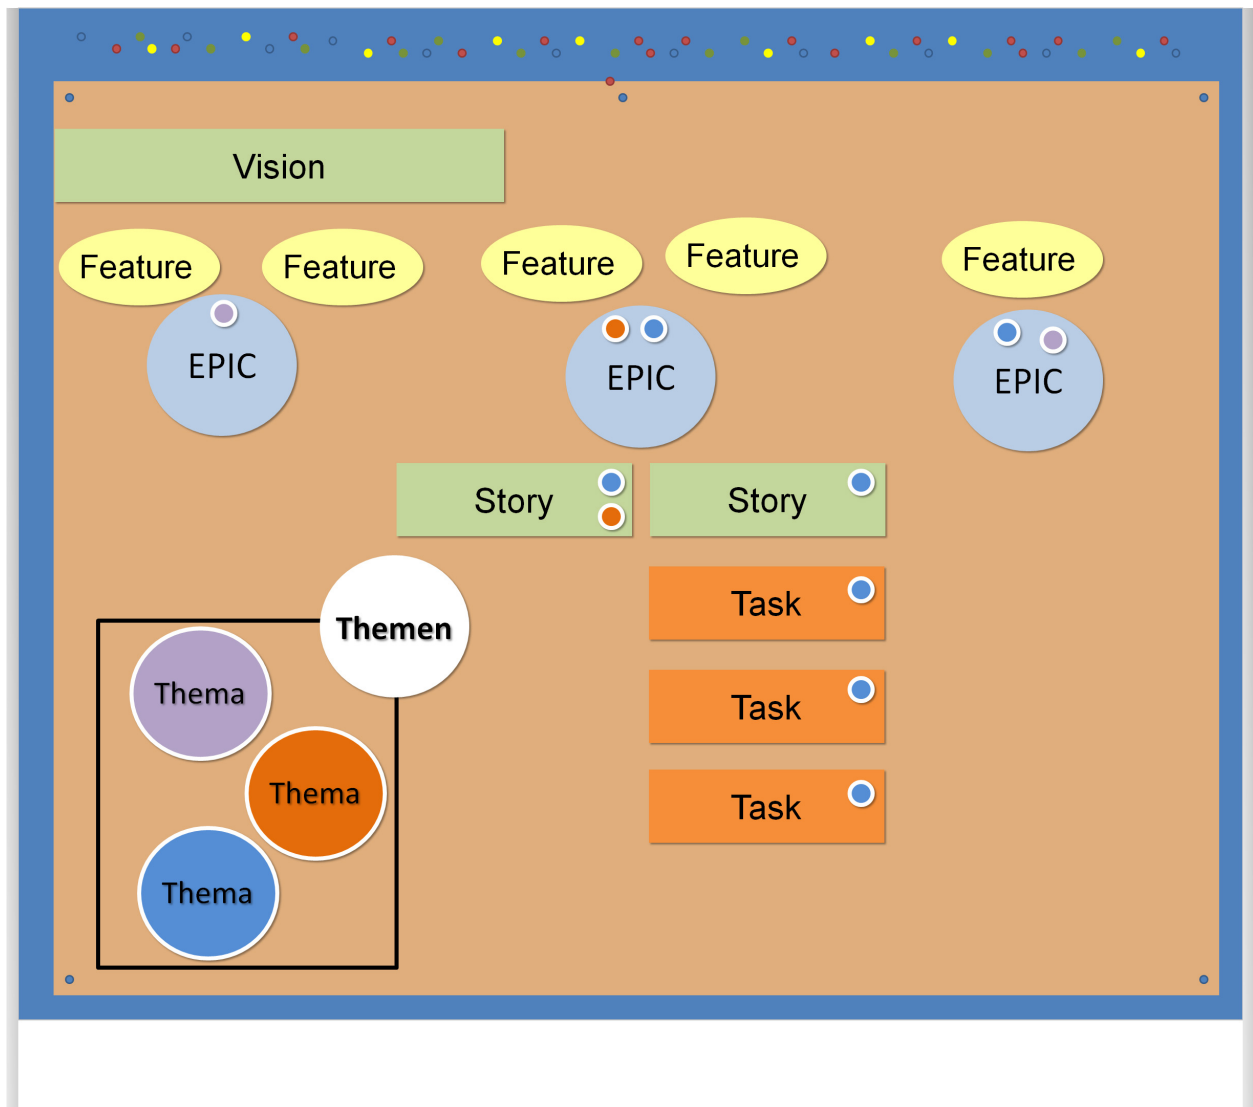 Vision
Feature
Feature
Feature
Feature
Feature
EPIC
EPIC
EPIC
Story
Story
Themen
Task
Thema
Task
Thema
Task
Thema